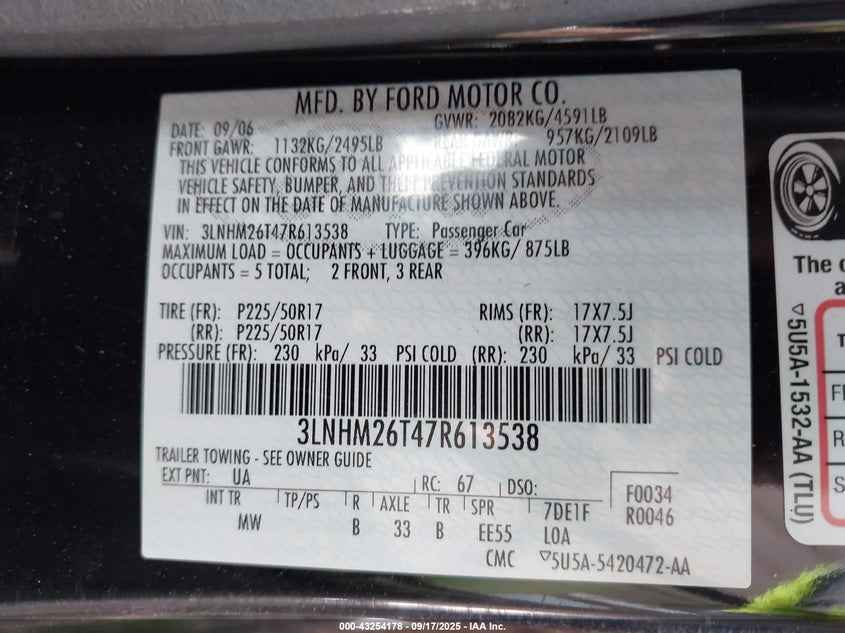 MFD. BY FORD MOTOR CO.
DATE: 09/06 GVWR: 2082KG/4591LB
FRONT GAWR: 1132KG/2495LB REAR GAWR: 957KG/2109LB
THIS VEHICLE CONFORMS TO ALL APPLICABLE FEDERAL MOTOR
VEHICLE SAFETY, BUMPER, AND THEFT PREVENTION STANDARDS
IN EFFECT ON THE DATE OF MANUFACTURE SHOWN ABOVE.
VIN: 3LNHM26T47R613538 TYPE: Passenger Car
MAXIMUM LOAD = OCCUPANTS + LUGGAGE = 396KG/ 875LB
OCCUPANTS = 5 TOTAL; 2 FRONT, 3 REAR
TIRE (FR): P225/50R17 RIMS (FR): 17X7.5J
(RR): P225/50R17 (RR): 17X7.5J
PRESSURE (FR): 230 kPa/ 33 PSI COLD (RR): 230 kPa/ 33 PSI COLD
3LNHM26T47R613538
TRAILER TOWING - SEE OWNER GUIDE
EXT PNT: UA RC: 67 DSO:
INT TR TP/PS R AXLE TR SPR 7DE1F F0034
MW B 33 B EE55 LOA R0046
CMC ▽5U5A-5420472-AA
The c
a
T
F
R
S
▽5U5A-1532-AA (TLU)
000-43254178 - 09/17/2025 - IAA Inc.